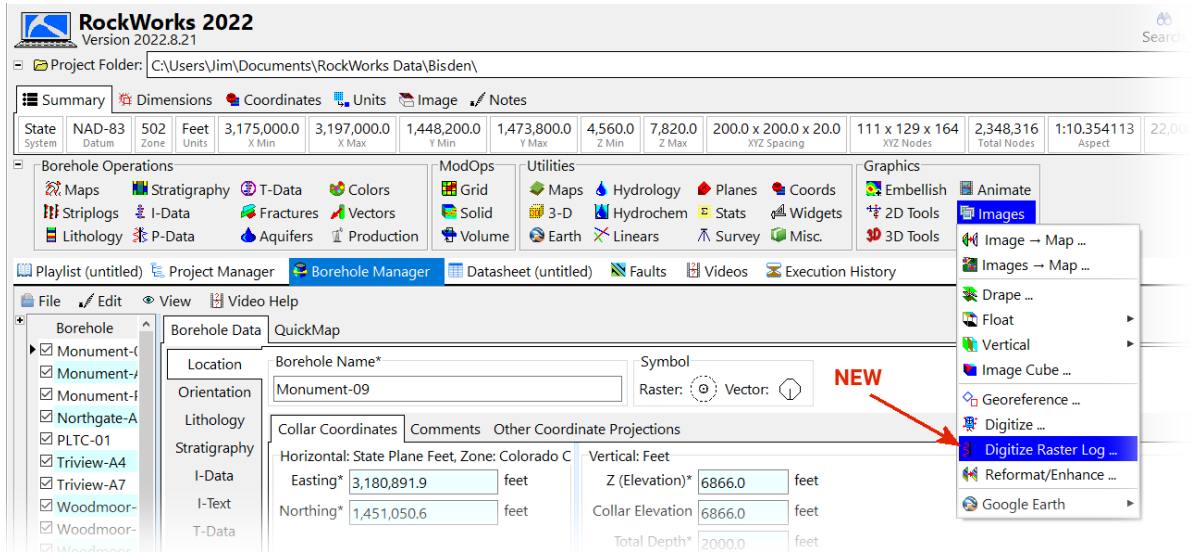 RockWorks 2022
Version 2022.8.21
Search
Project Folder: C:\Users\Jim\Documents\RockWorks Data\Bisden\
Summary Dimensions Coordinates Units Image Notes
State NAD-83 502 Feet 3,175,000.0 3,197,000.0 1,448,200.0 1,473,800.0 4,560.0 7,820.0 200.0 x 200.0 x 20.0 111 x 129 x 164 2,348,316 1:10.354113 22,00
System Datum Zone Units X Min X Max Y Min Y Max Z Min Z Max XYZ Spacing XYZ Nodes Total Nodes Aspect
Borehole Operations ModOps Utilities Graphics
Maps Stratigraphy T-Data Colors Grid Maps Hydrology Planes Coords Embellish Animate
Striplogs I-Data Fractures Vectors Solid 3-D Hydrochem Stats Widgets 2D Tools Images
Lithology P-Data Aquifers Production Volume Earth Linears Survey Misc. 3D Tools
Image → Map ...
Images → Map ...
Drape ...
Float
Vertical
Image Cube ...
Georeference ...
Digitize ...
Digitize Raster Log ...
Reformat/Enhance ...
Google Earth
Playlist (untitled) Project Manager Borehole Manager Datasheet (untitled) Faults Videos Execution History
File Edit View Video Help
Borehole
Monument-0
Monument-A
Monument-F
Northgate-A
PLTC-01
Triview-A4
Triview-A7
Woodmoor-
Woodmoor-
Woodmoor
Borehole Data QuickMap
Location
Orientation
Lithology
Stratigraphy
I-Data
I-Text
T-Data
Borehole Name* Symbol
Monument-09 Raster: Vector:
NEW
Collar Coordinates Comments Other Coordinate Projections
Horizontal: State Plane Feet, Zone: Colorado C Vertical: Feet
Easting* 3,180,891.9 feet Z (Elevation)* 6866.0 feet
Northing* 1,451,050.6 feet Collar Elevation 6866.0 feet
Total Depth* 2000.0 feet